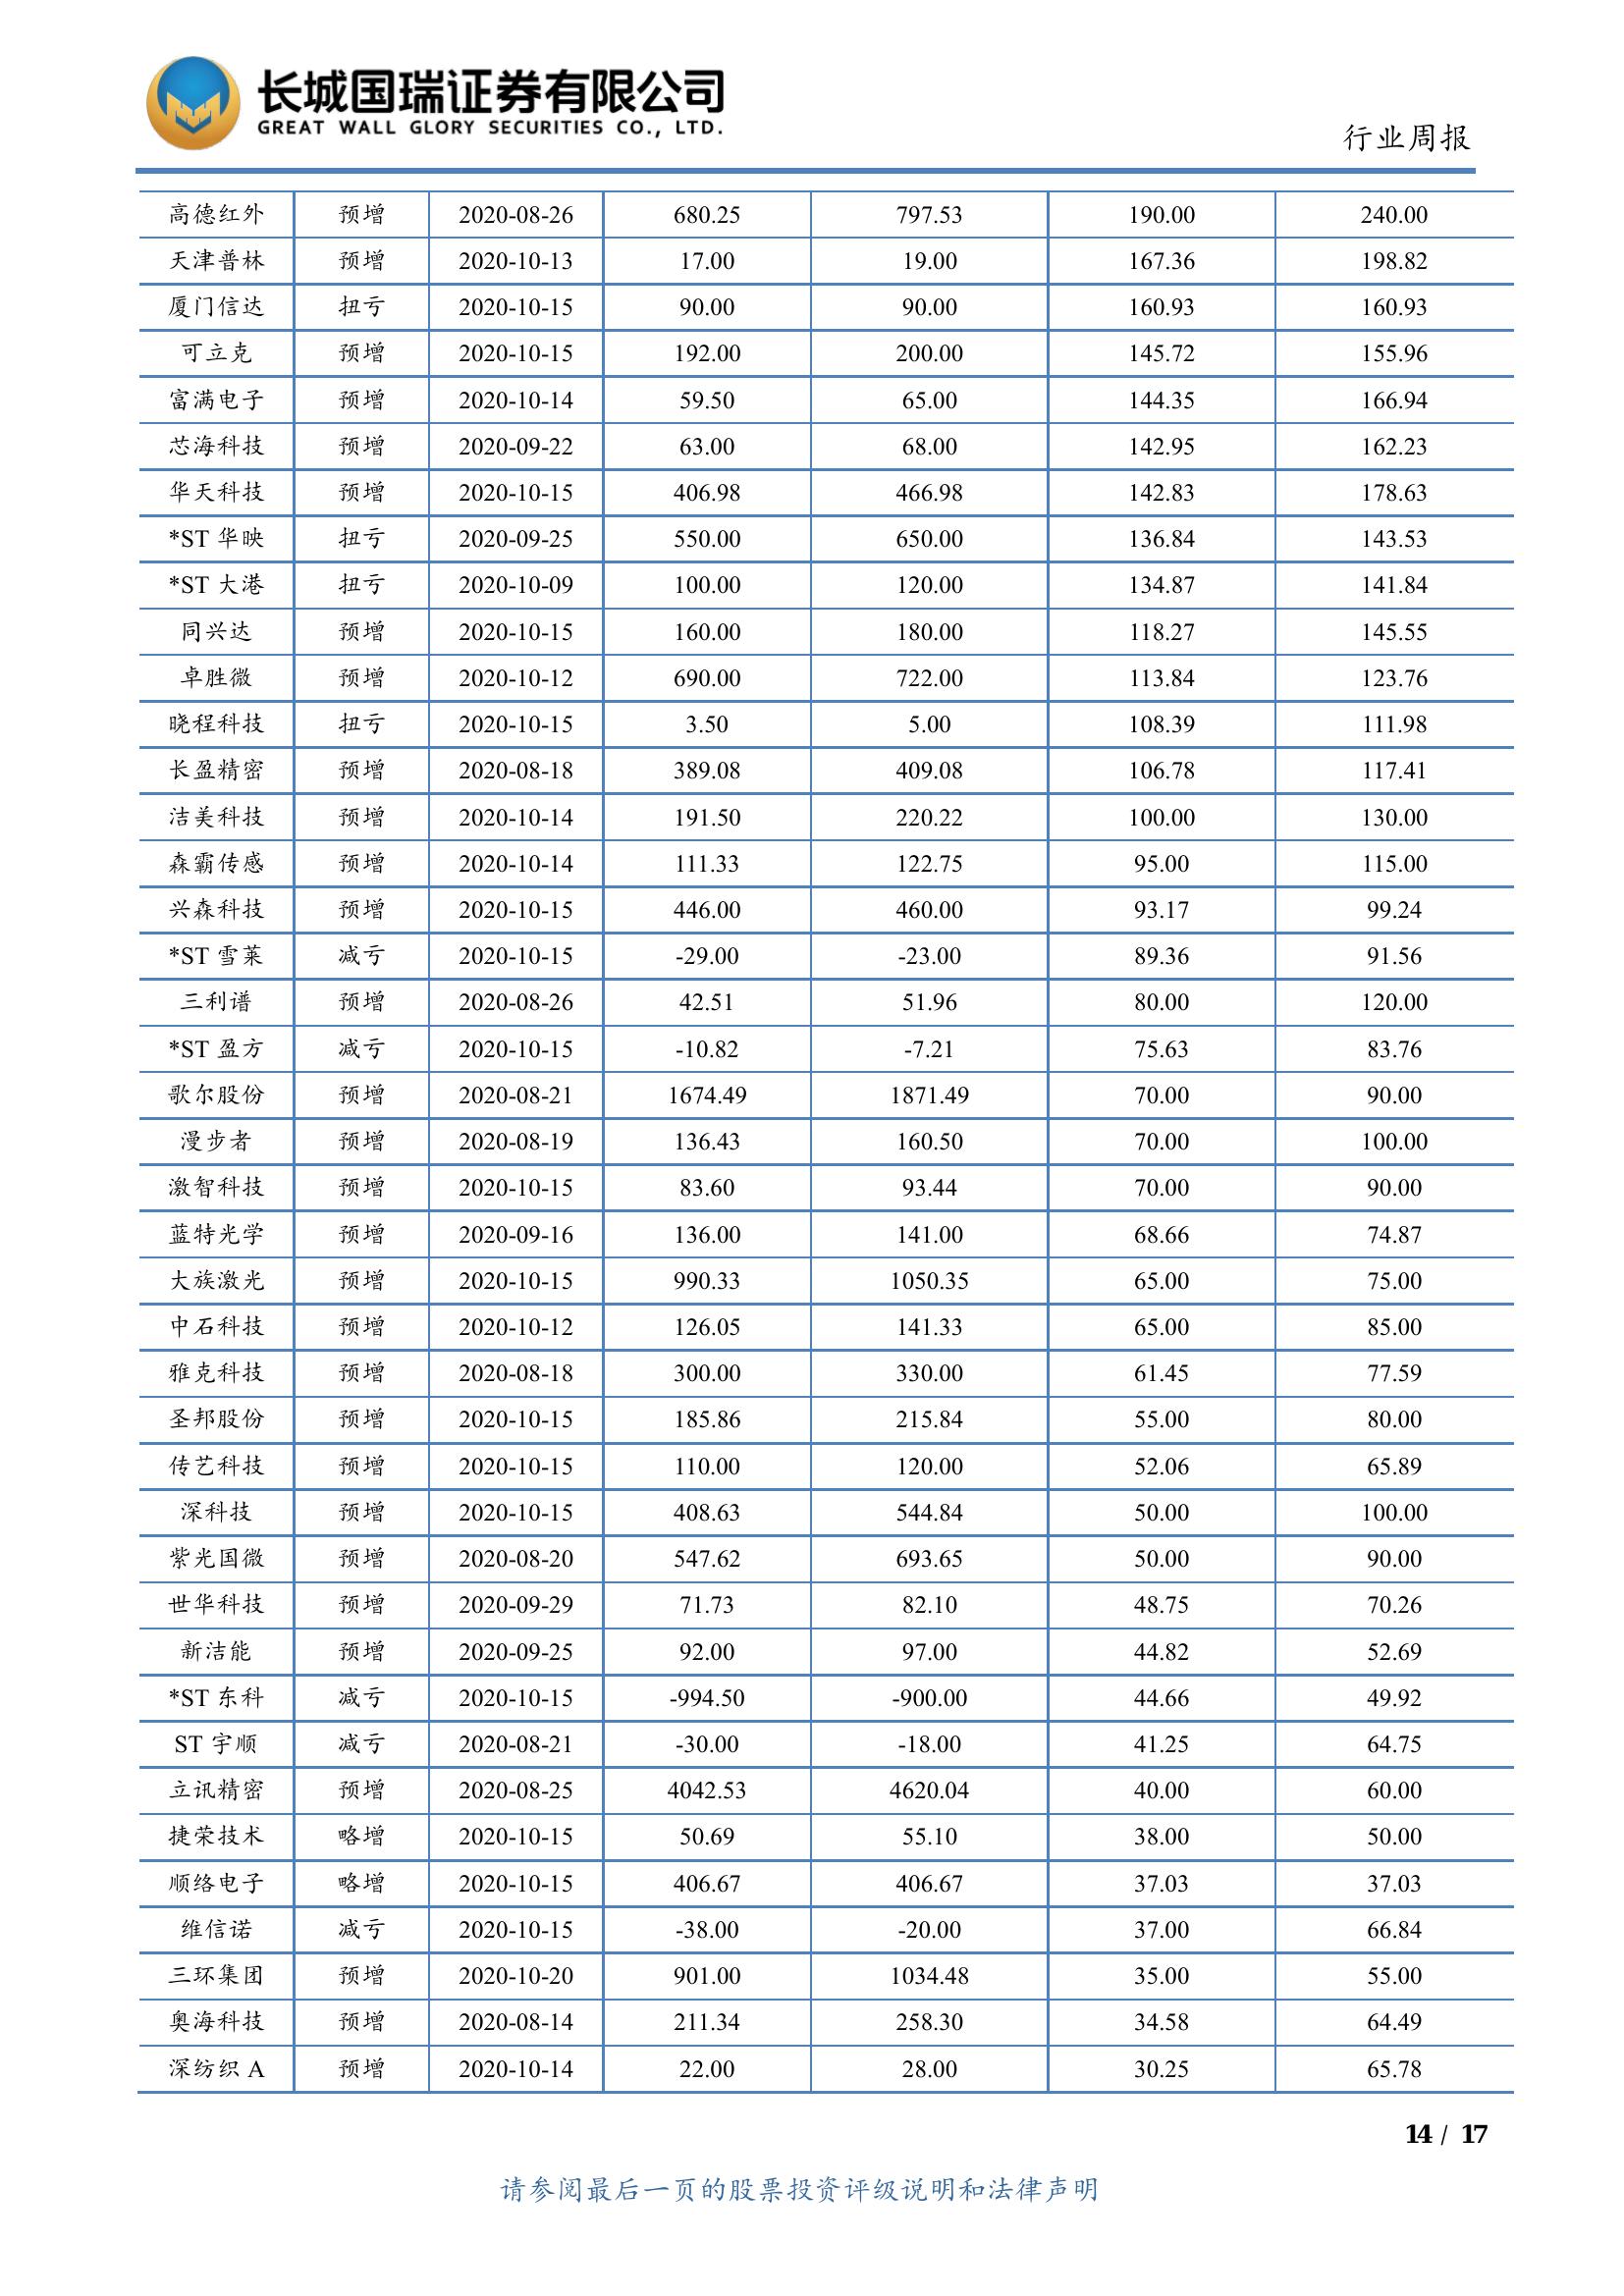 长城国瑞证券有限公司
GREAT WALL GLORY SECURITIES CO., LTD.
行业周报
高德红外 预增 2020-08-26 680.25 797.53 190.00 240.00
天津普林 预增 2020-10-13 17.00 19.00 167.36 198.82
厦门信达 扭亏 2020-10-15 90.00 90.00 160.93 160.93
可立克 预增 2020-10-15 192.00 200.00 145.72 155.96
富满电子 预增 2020-10-14 59.50 65.00 144.35 166.94
芯海科技 预增 2020-09-22 63.00 68.00 142.95 162.23
华天科技 预增 2020-10-15 406.98 466.98 142.83 178.63
*ST 华映 扭亏 2020-09-25 550.00 650.00 136.84 143.53
*ST 大港 扭亏 2020-10-09 100.00 120.00 134.87 141.84
同兴达 预增 2020-10-15 160.00 180.00 118.27 145.55
卓胜微 预增 2020-10-12 690.00 722.00 113.84 123.76
晓程科技 扭亏 2020-10-15 3.50 5.00 108.39 111.98
长盈精密 预增 2020-08-18 389.08 409.08 106.78 117.41
洁美科技 预增 2020-10-14 191.50 220.22 100.00 130.00
森霸传感 预增 2020-10-14 111.33 122.75 95.00 115.00
兴森科技 预增 2020-10-15 446.00 460.00 93.17 99.24
*ST 雪莱 减亏 2020-10-15 -29.00 -23.00 89.36 91.56
三利谱 预增 2020-08-26 42.51 51.96 80.00 120.00
*ST 盈方 减亏 2020-10-15 -10.82 -7.21 75.63 83.76
歌尔股份 预增 2020-08-21 1674.49 1871.49 70.00 90.00
漫步者 预增 2020-08-19 136.43 160.50 70.00 100.00
激智科技 预增 2020-10-15 83.60 93.44 70.00 90.00
蓝特光学 预增 2020-09-16 136.00 141.00 68.66 74.87
大族激光 预增 2020-10-15 990.33 1050.35 65.00 75.00
中石科技 预增 2020-10-12 126.05 141.33 65.00 85.00
雅克科技 预增 2020-08-18 300.00 330.00 61.45 77.59
圣邦股份 预增 2020-10-15 185.86 215.84 55.00 80.00
传艺科技 预增 2020-10-15 110.00 120.00 52.06 65.89
深科技 预增 2020-10-15 408.63 544.84 50.00 100.00
紫光国微 预增 2020-08-20 547.62 693.65 50.00 90.00
世华科技 预增 2020-09-29 71.73 82.10 48.75 70.26
新洁能 预增 2020-09-25 92.00 97.00 44.82 52.69
*ST 东科 减亏 2020-10-15 -994.50 -900.00 44.66 49.92
ST 宇顺 减亏 2020-08-21 -30.00 -18.00 41.25 64.75
立讯精密 预增 2020-08-25 4042.53 4620.04 40.00 60.00
捷荣技术 略增 2020-10-15 50.69 55.10 38.00 50.00
顺络电子 略增 2020-10-15 406.67 406.67 37.03 37.03
维信诺 减亏 2020-10-15 -38.00 -20.00 37.00 66.84
三环集团 预增 2020-10-20 901.00 1034.48 35.00 55.00
奥海科技 预增 2020-08-14 211.34 258.30 34.58 64.49
深纺织 A 预增 2020-10-14 22.00 28.00 30.25 65.78
14 / 17
请参阅最后一页的股票投资评级说明和法律声明